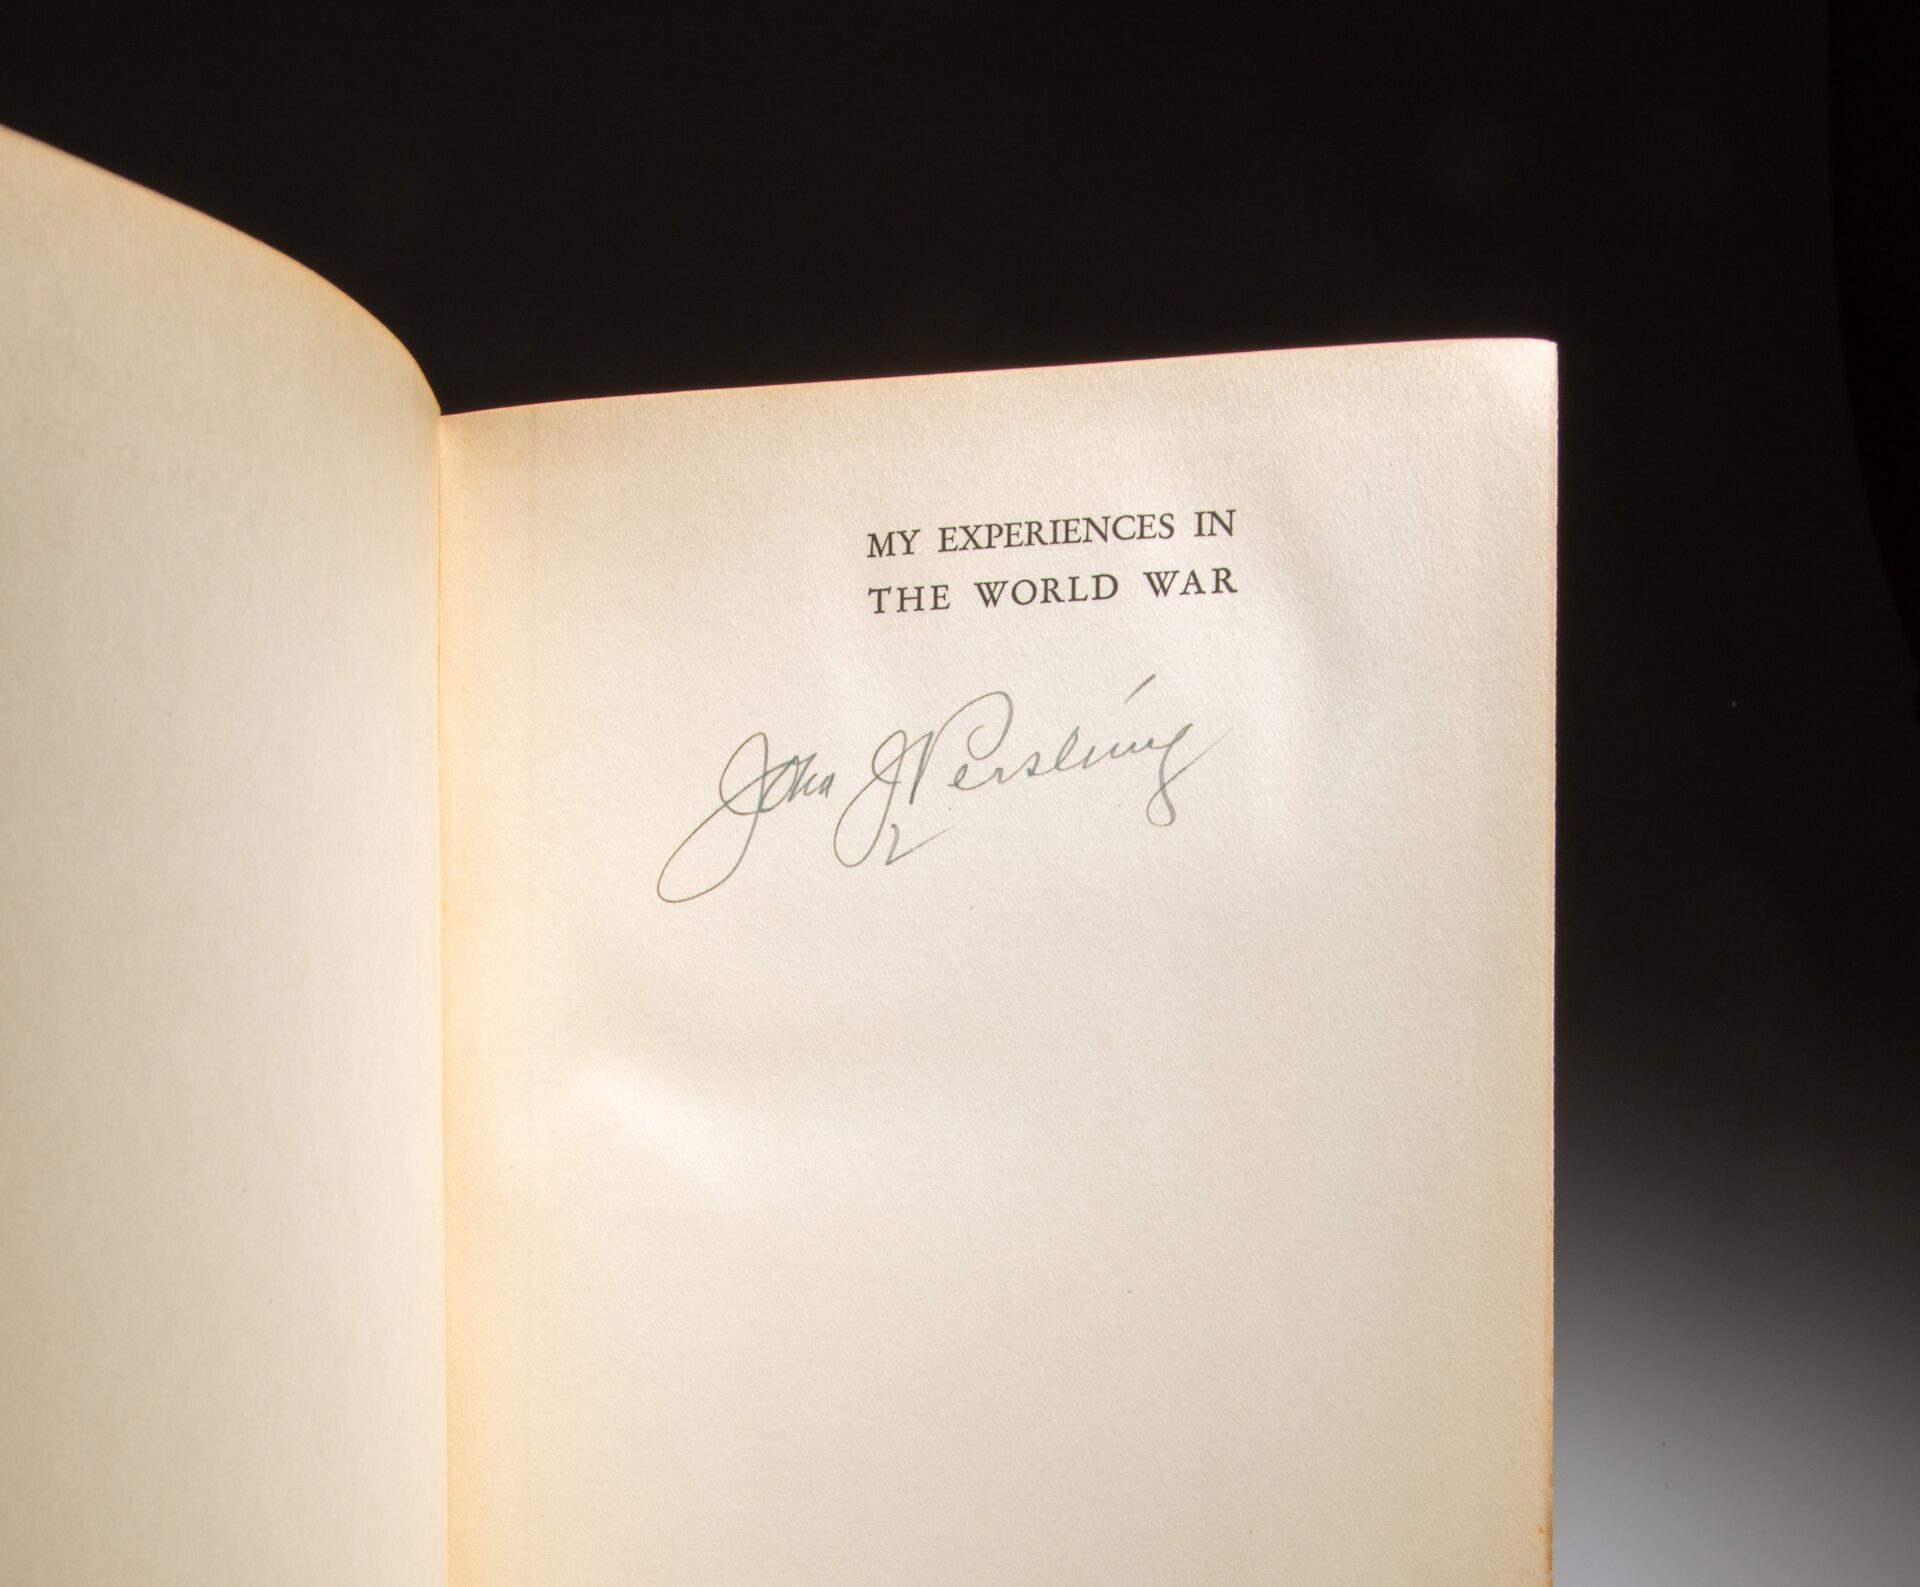 MY EXPERIENCES IN
THE WORLD WAR
John J Pershing